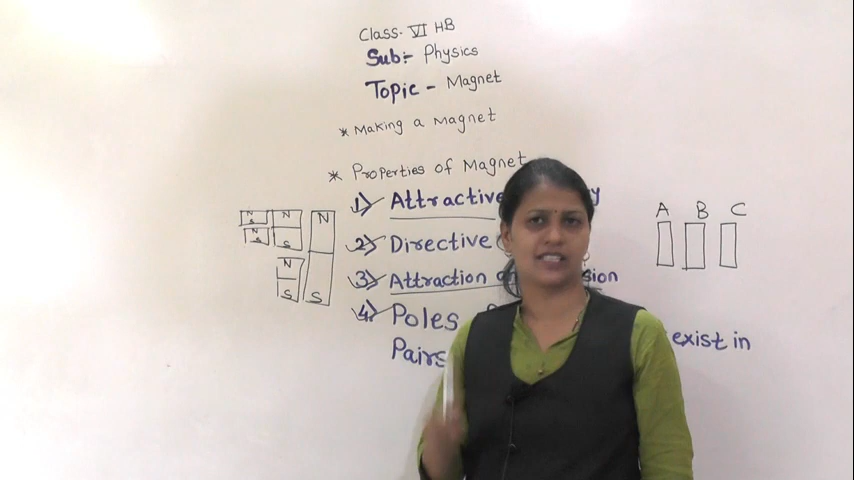 Class- VI HB
Sub:- Physics
Topic - Magnet
* Making a Magnet
* Properties of Magnet
1) Attractive
2) Directive
3) Attraction
4) Poles
Pairs exist in
N S
N S
N S
N S
N S
A B C